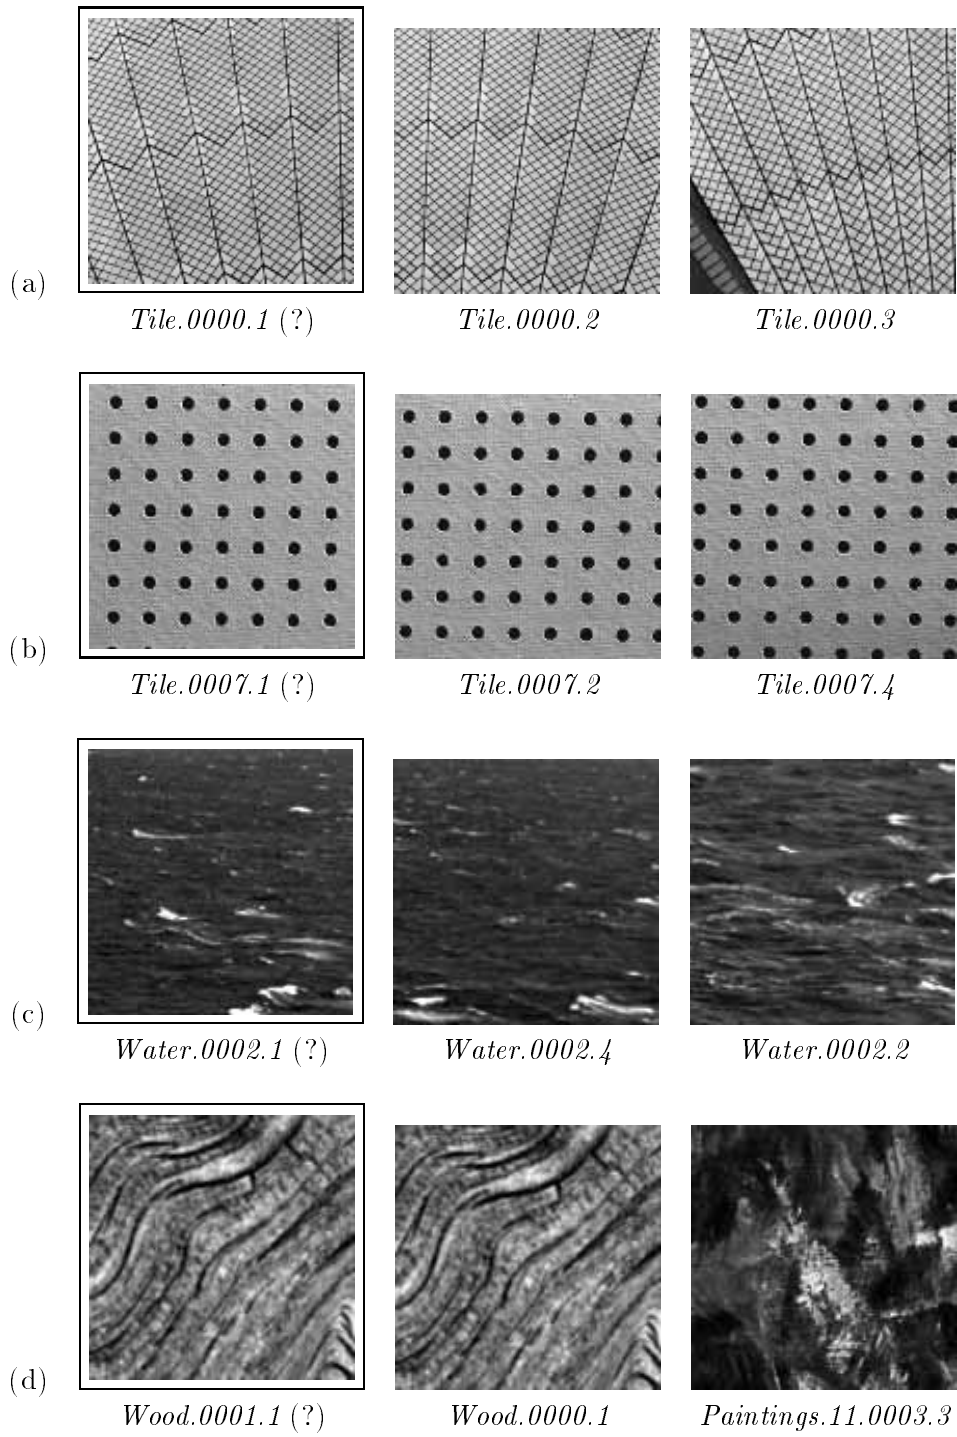 (a)
Tile.0000.1 (?) Tile.0000.2 Tile.0000.3
(b)
Tile.0007.1 (?) Tile.0007.2 Tile.0007.4
(c)
Water.0002.1 (?) Water.0002.4 Water.0002.2
(d)
Wood.0001.1 (?) Wood.0000.1 Paintings.11.0003.3